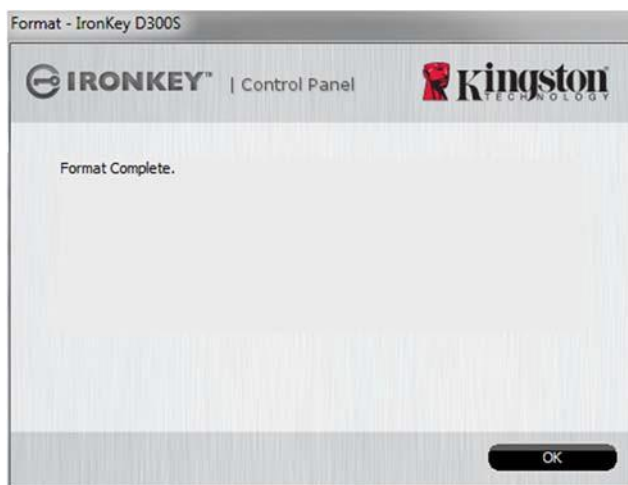 Format - IronKey D300S
IRONKEY™ | Control Panel
Kingston
TECHNOLOGY
Format Complete.
OK